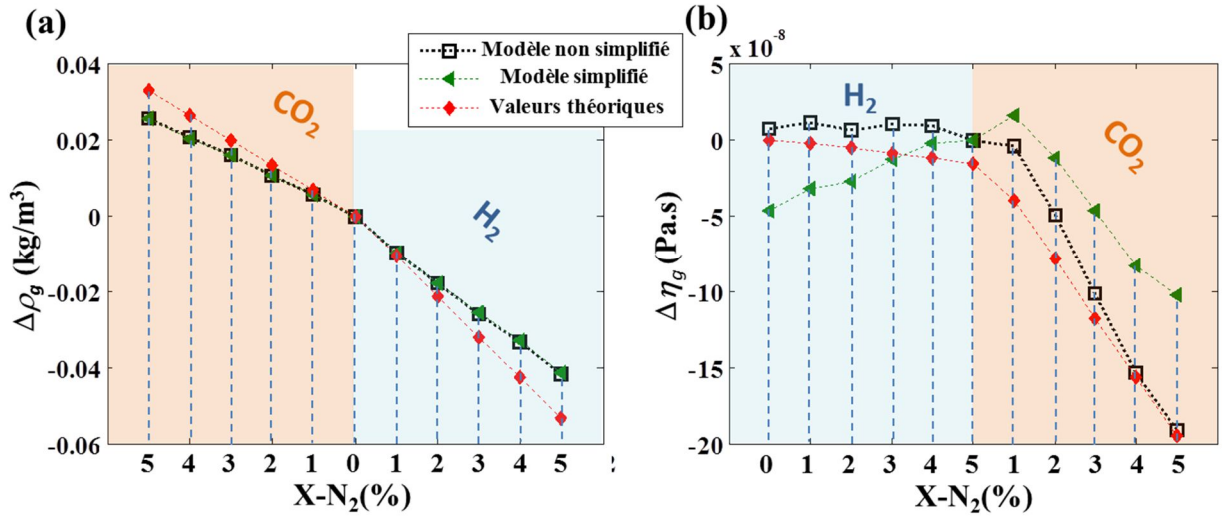 (a)
(b)
x 10⁻⁸
Modèle non simplifié
Modèle simplifié
Valeurs théoriques
CO₂
H₂
H₂
CO₂
0.04
0.02
0
-0.02
-0.04
-0.06
Δρg (kg/m³)
5 4 3 2 1 0 1 2 3 4 5
X-N₂(%)
5
0
-5
-10
-15
-20
Δηg (Pa.s)
0 1 2 3 4 5 1 2 3 4 5
X-N₂(%)